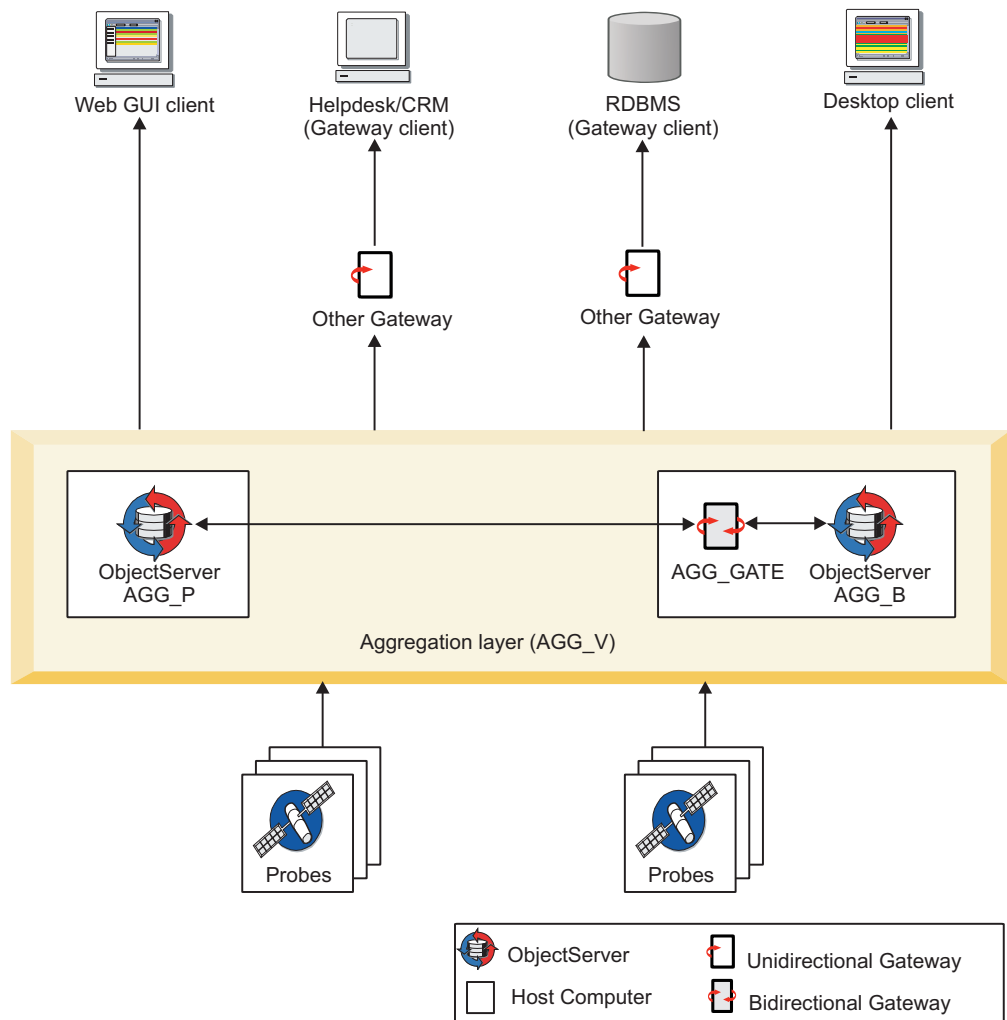 Web GUI client
Helpdesk/CRM
(Gateway client)
RDBMS
(Gateway client)
Desktop client
Other Gateway
Other Gateway
ObjectServer
AGG_P
AGG_GATE
ObjectServer
AGG_B
Aggregation layer (AGG_V)
Probes
Probes
ObjectServer
Unidirectional Gateway
Host Computer
Bidirectional Gateway